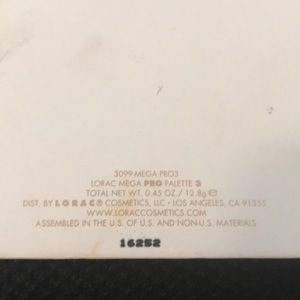 3099-MEGA PRO3
LORAC MEGA PRO PALETTE 3
TOTAL NET WT. 0.45 OZ./ 12.8g ℮
DIST. BY LORAC® COSMETICS, LLC • LOS ANGELES, CA 91355
WWW.LORACCOSMETICS.COM
ASSEMBLED IN THE U.S. OF U.S. AND NON-U.S. MATERIALS
16252